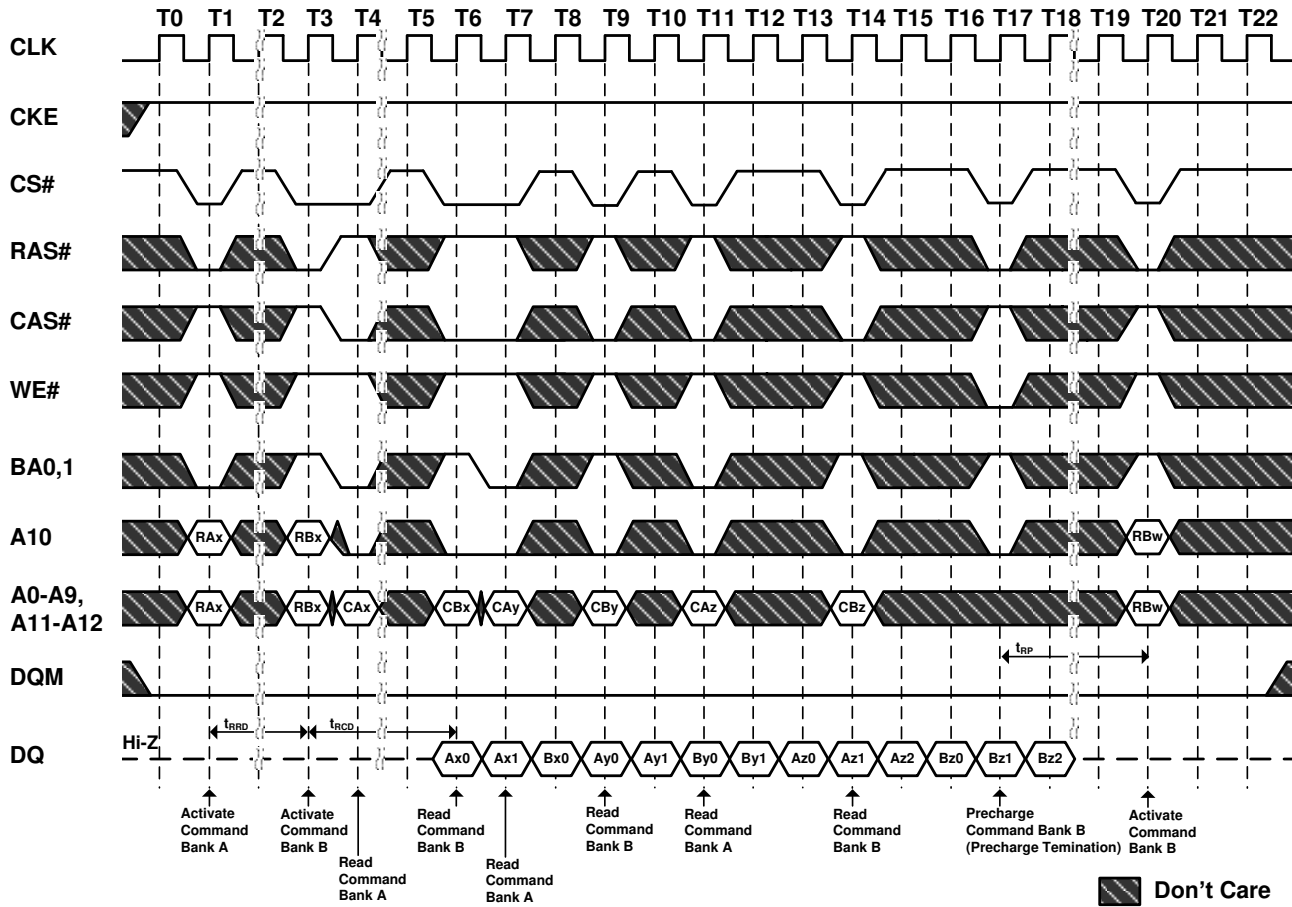 T0 T1 T2 T3 T4 T5 T6 T7 T8 T9 T10 T11 T12 T13 T14 T15 T16 T17 T18 T19 T20 T21 T22
CLK
CKE
CS#
RAS#
CAS#
WE#
BA0,1
A10
RAx RBx RBw
A0-A9,
A11-A12
RAx RBx CAx CBx CAy CBy CAz CBz RBw
tRP
DQM
tRRD tRCD
Hi-Z
DQ
Ax0 Ax1 Bx0 Ay0 Ay1 By0 By1 Az0 Az1 Az2 Bz0 Bz1 Bz2
Activate
Command
Bank A
Activate
Command
Bank B
Read
Command
Bank A
Read
Command
Bank B
Read
Command
Bank A
Read
Command
Bank B
Read
Command
Bank A
Read
Command
Bank B
Precharge
Command Bank B
(Precharge Temination)
Activate
Command
Bank B
Don't Care